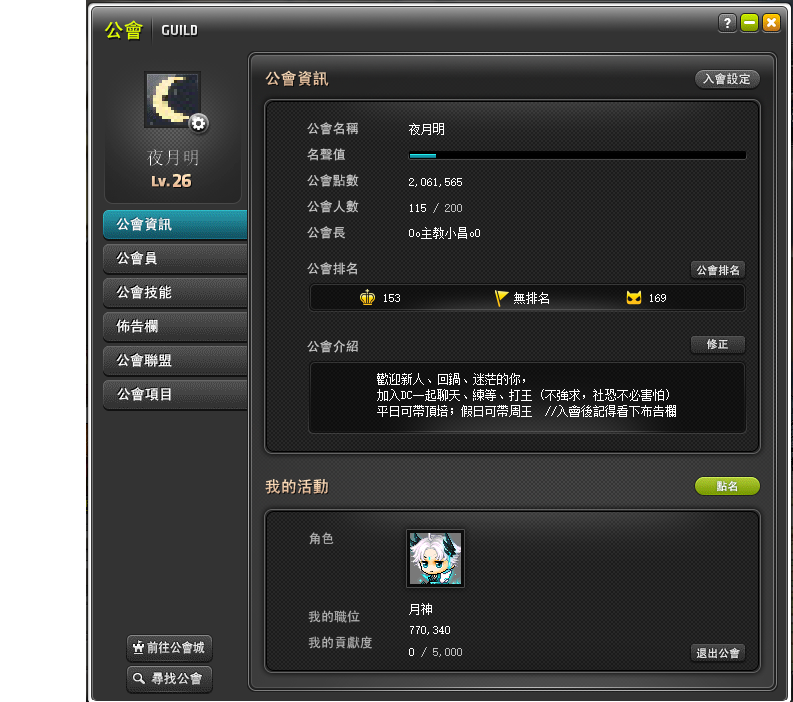 公會 GUILD
夜月明
Lv.26
公會資訊
公會員
公會技能
佈告欄
公會聯盟
公會項目
前往公會城
尋找公會
公會資訊 入會設定
公會名稱 夜月明
名聲值
公會點數 2,061,565
公會人數 115 / 200
公會長 0o主教小昌o0
公會排名 公會排名
153 無排名 169
公會介紹 修正
歡迎新人、回鍋、迷茫的你,
加入DC一起聊天、練等、打王 (不強求, 社恐不必害怕)
平日可帶頂培; 假日可帶周王 //入會後記得看下布告欄
我的活動 點名
角色
我的職位 月神
770,340
我的貢獻度 0 / 5,000
退出公會